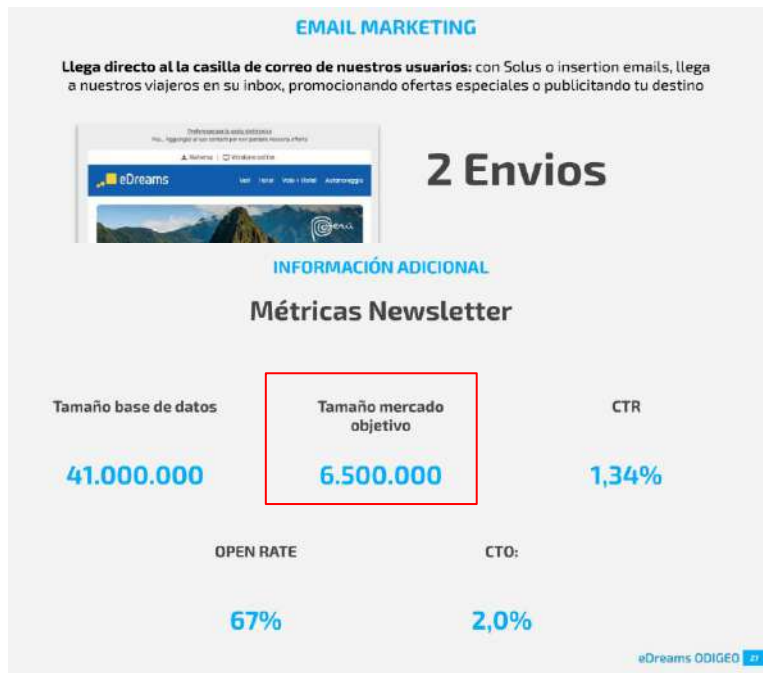 EMAIL MARKETING
Llega directo al la casilla de correo de nuestros usuarios: con Solus o insertion emails, llega
a nuestros viajeros en su inbox, promocionando ofertas especiales o publicitando tu destino
eDreams
Volo + Hotel
Perú
2 Envios
INFORMACIÓN ADICIONAL
Métricas Newsletter
Tamaño base de datos
Tamaño mercado
objetivo
CTR
41.000.000
6.500.000
1,34%
OPEN RATE
CTO:
67%
2,0%
eDreams ODIGEO 27